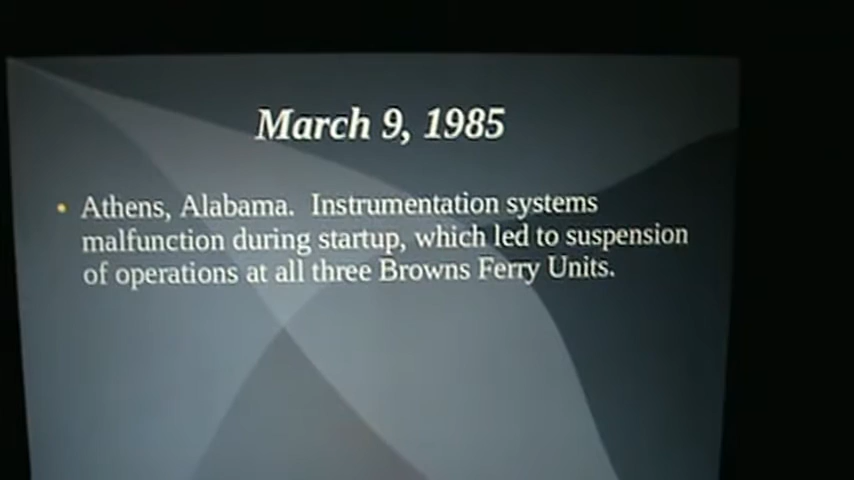 March 9, 1985
• Athens, Alabama.  Instrumentation systems
malfunction during startup, which led to suspension
of operations at all three Browns Ferry Units.